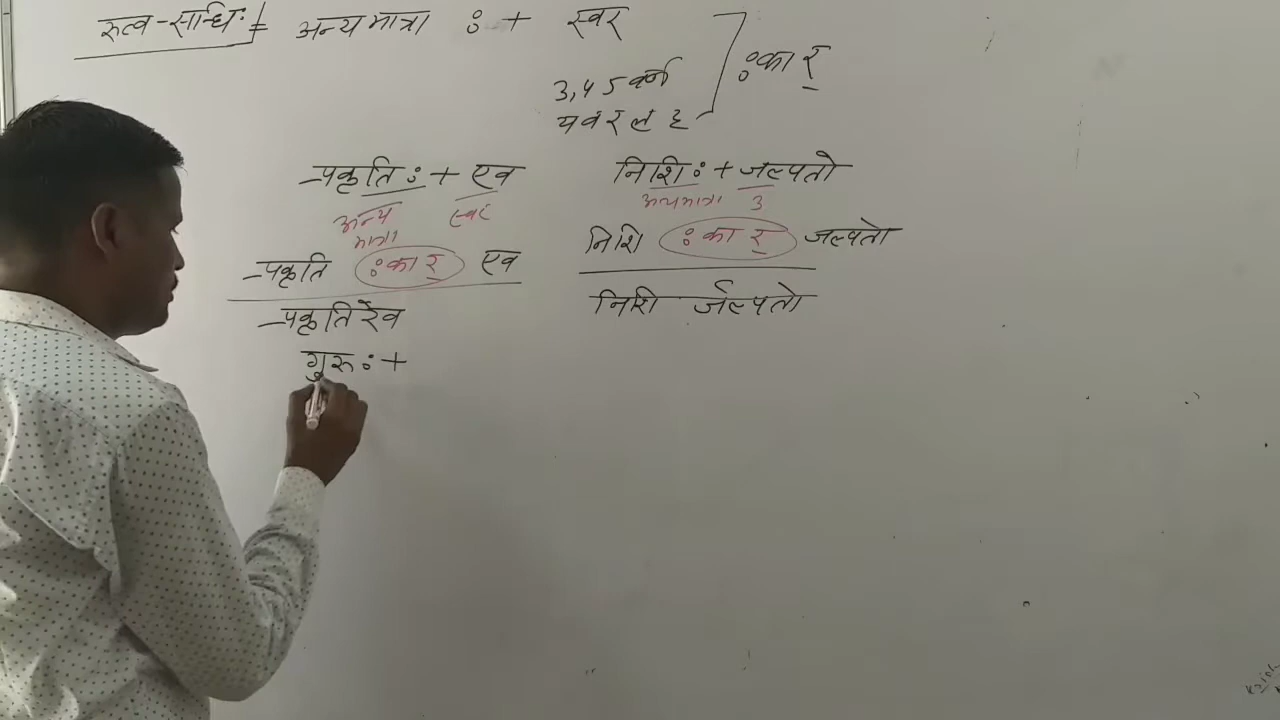 रुत्व-सन्धिः = अन्यमात्रा ः + स्वर
3,4 5 वर्ण
य व र ल ह
ः का र्
प्रकृतिः + एव
अन्य मात्रा
स्वर
प्रकृति ः का र् एव
प्रकृतिरेव
गुरुः +
निशिः + जल्पतो
अन्यमात्रा 3
निशि ः का र् जल्पतो
निशि र्जल्पतो